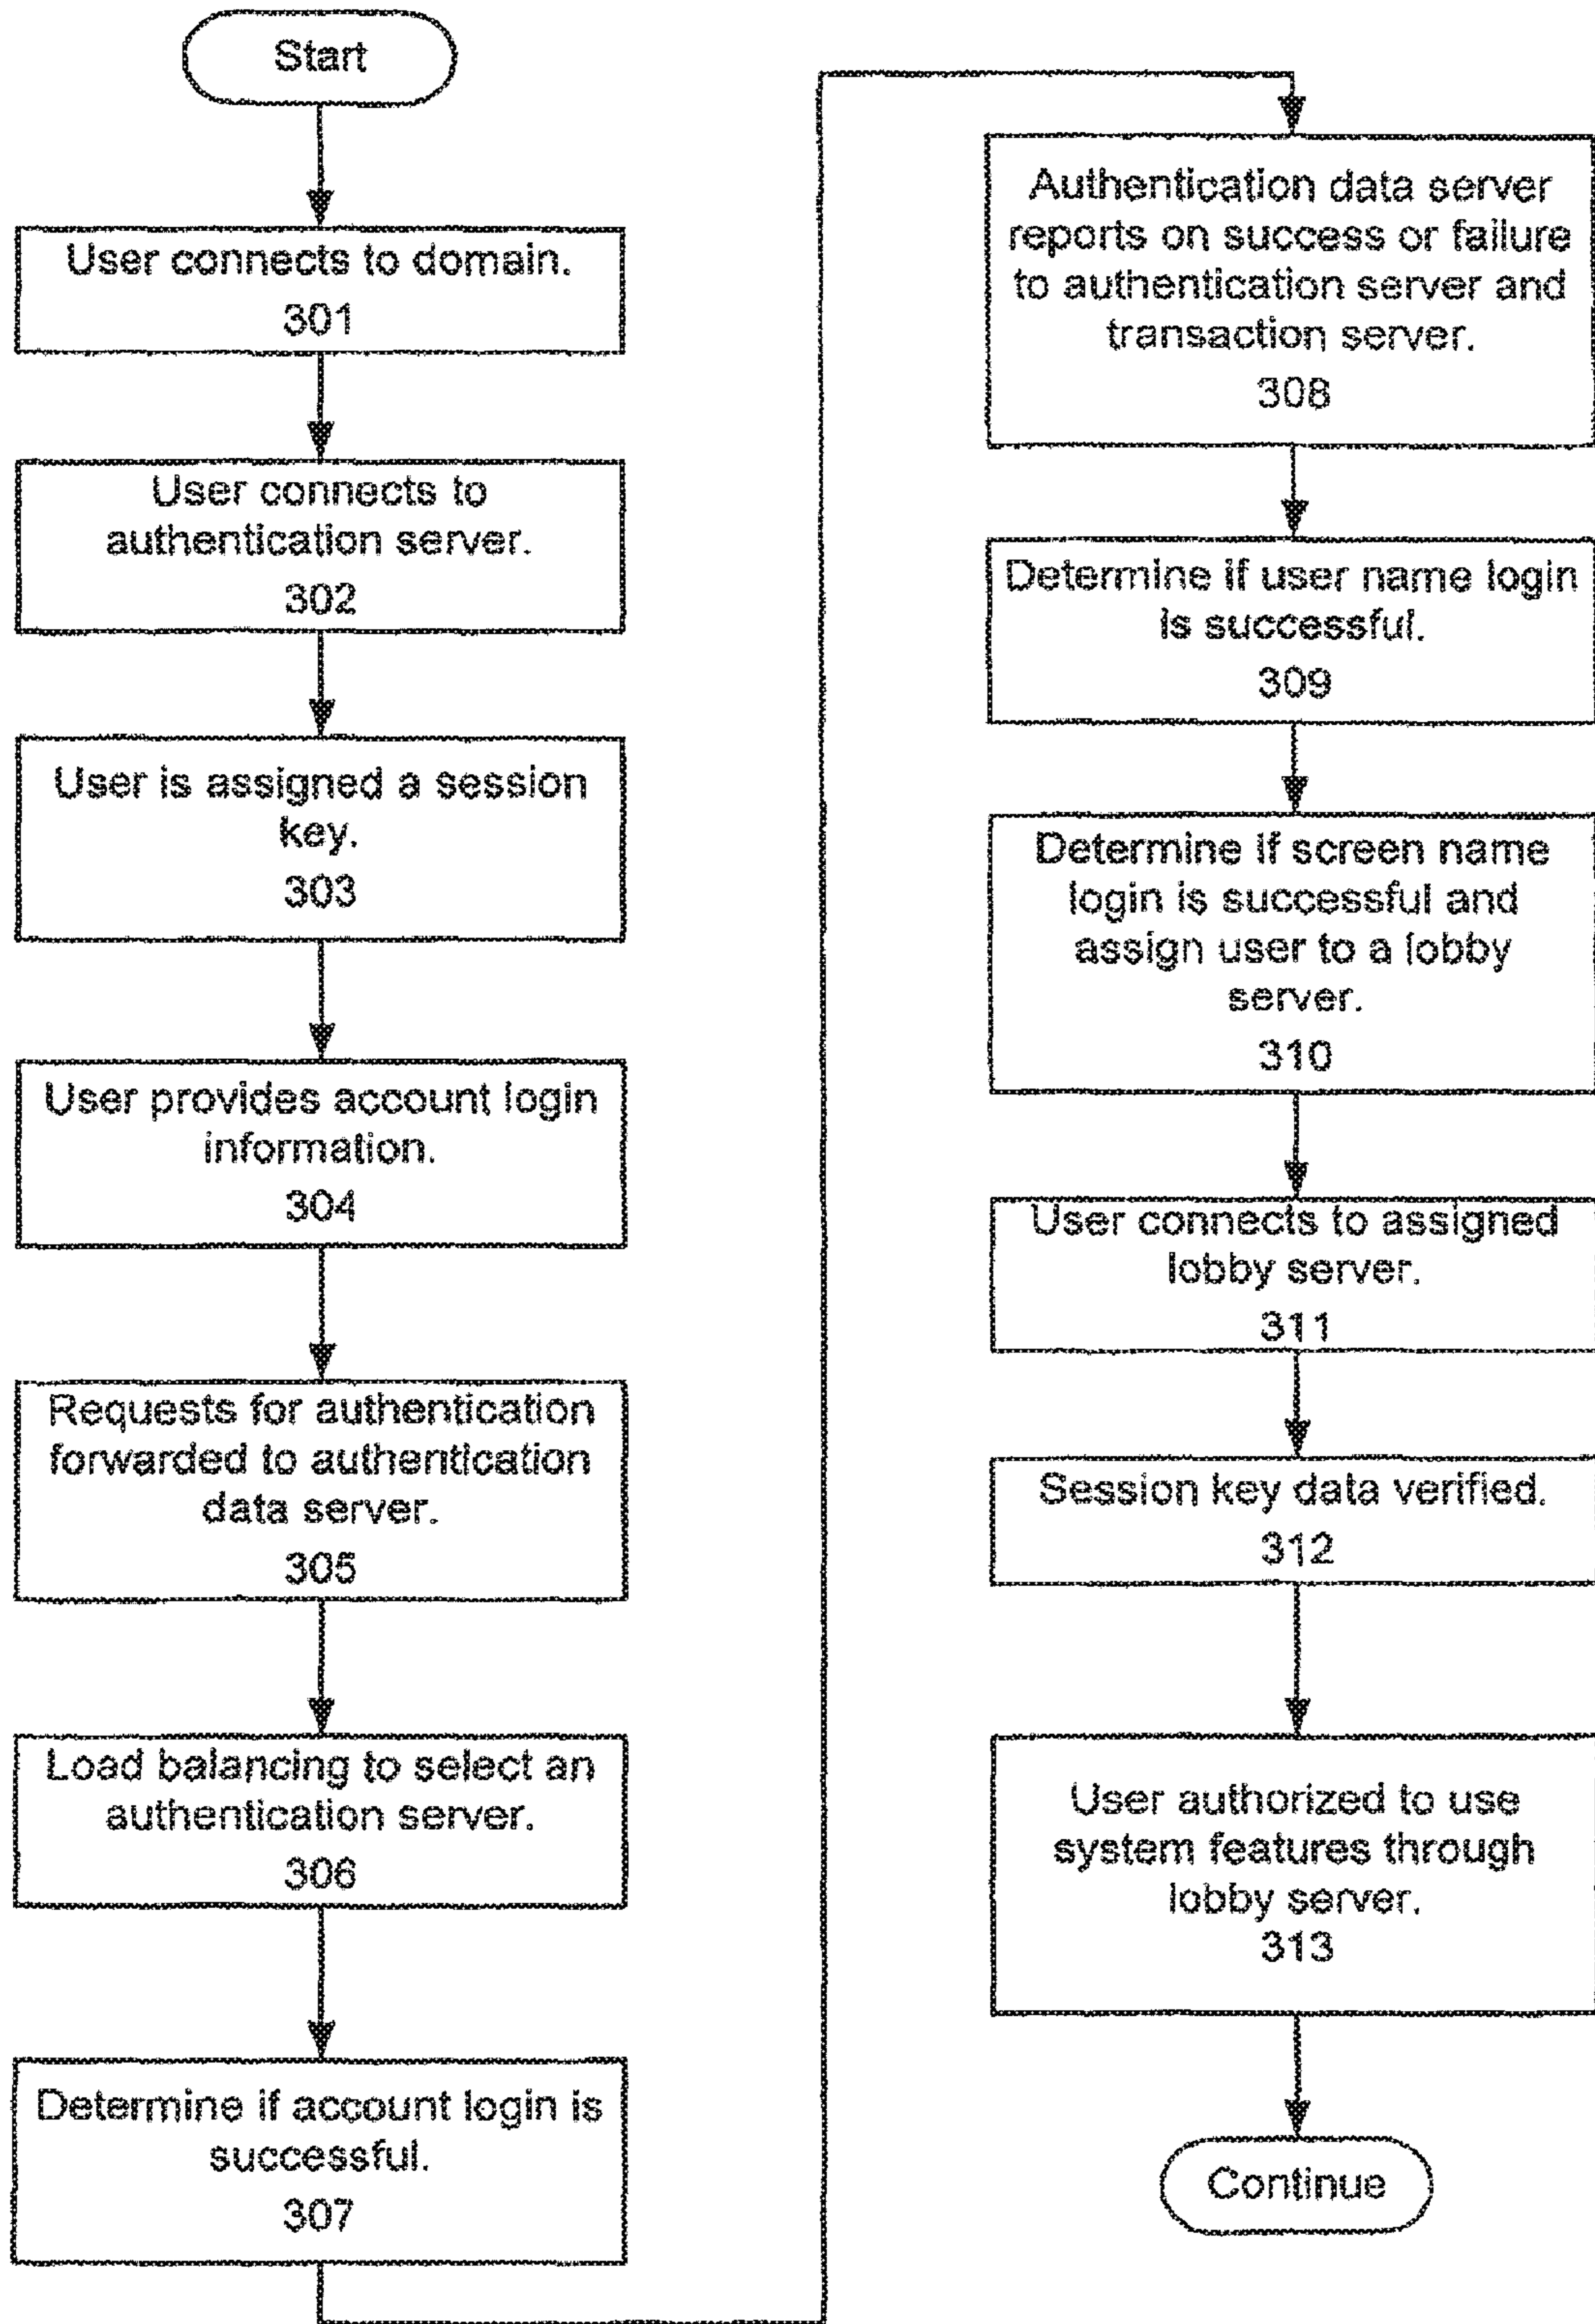 Start
User connects to domain.
301
User connects to
authentication server.
302
User is assigned a session
key.
303
User provides account login
information.
304
Requests for authentication
forwarded to authentication
data server.
305
Load balancing to select an
authentication server.
306
Determine if account login is
successful.
307
Authentication data server
reports on success or failure
to authentication server and
transaction server.
308
Determine if user name login
is successful.
309
Determine if screen name
login is successful and
assign user to a lobby
server.
310
User connects to assigned
lobby server.
311
Session key data verified.
312
User authorized to use
system features through
lobby server.
313
Continue